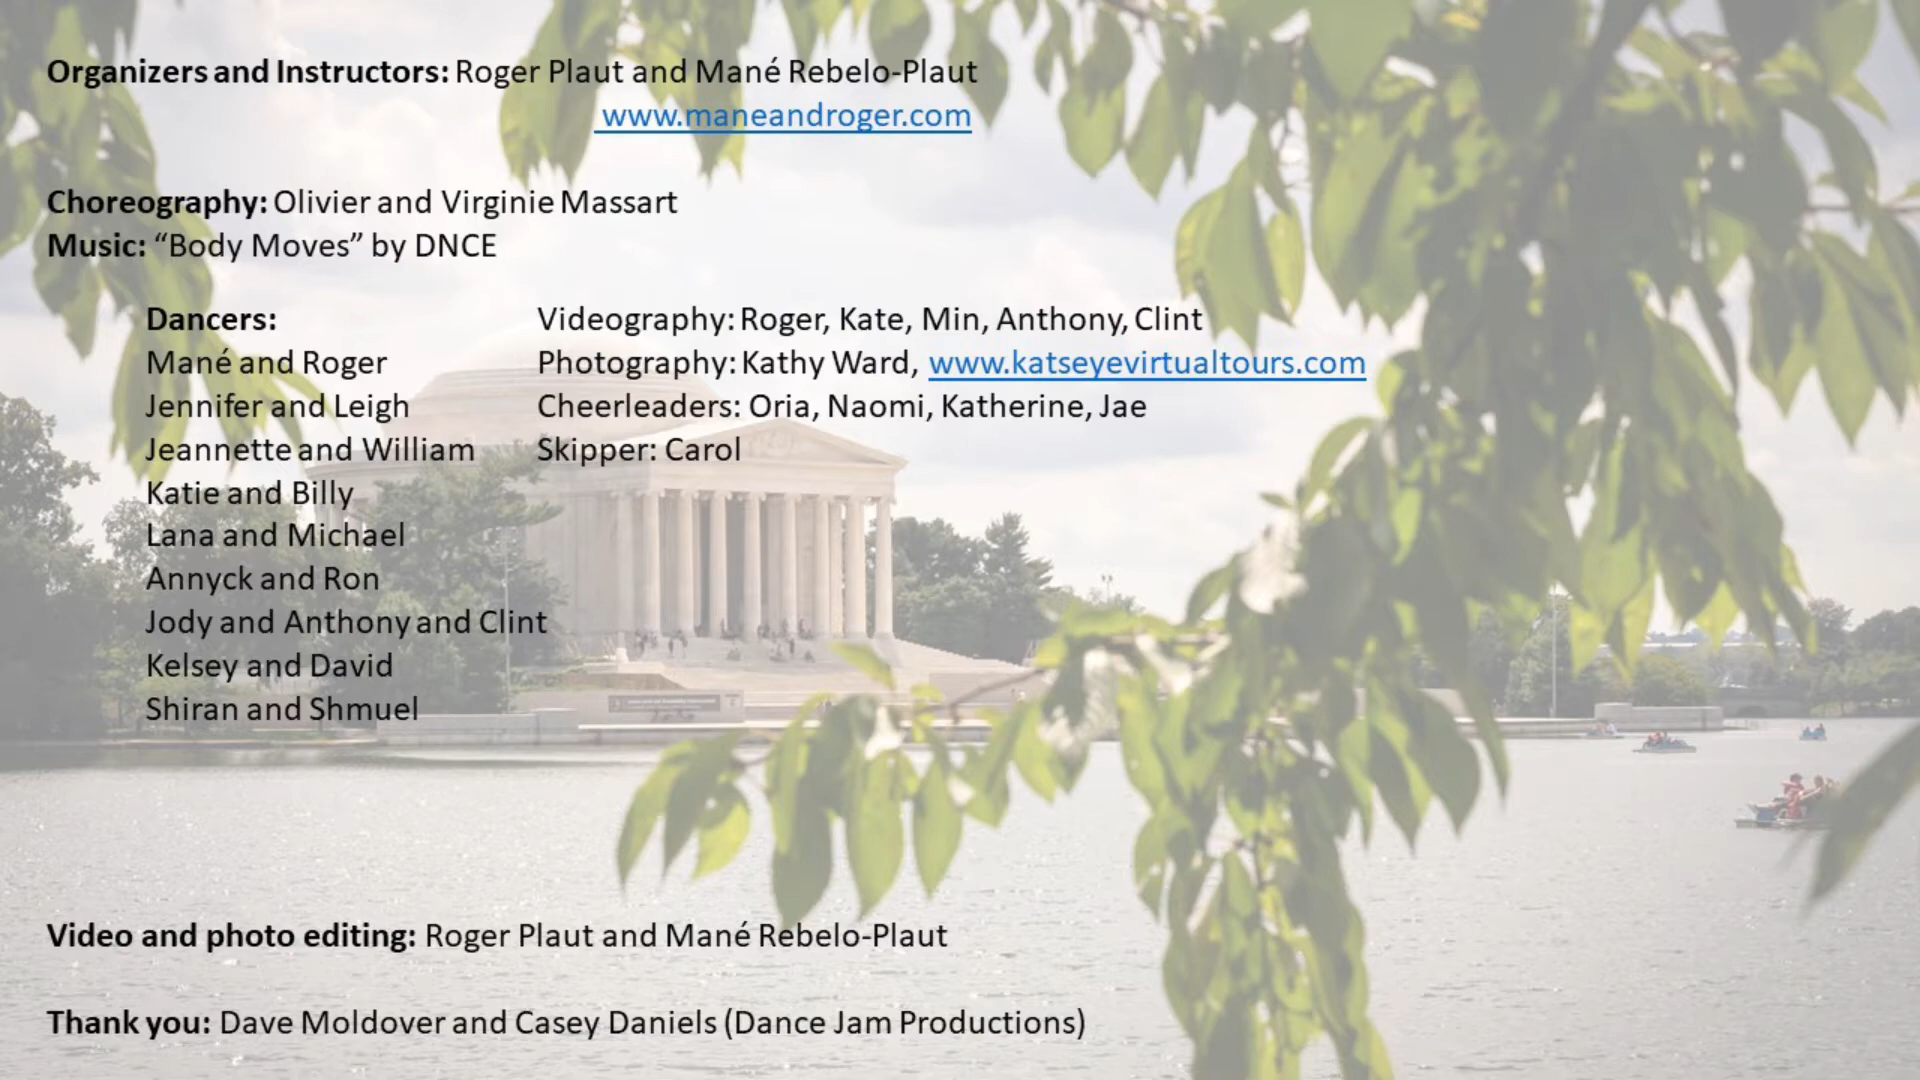 Organizers and Instructors: Roger Plaut and Mané Rebelo-Plaut
www.maneandroger.com
Choreography: Olivier and Virginie Massart
Music: “Body Moves” by DNCE
Dancers:
Mané and Roger
Jennifer and Leigh
Jeannette and William
Katie and Billy
Lana and Michael
Annyck and Ron
Jody and Anthony and Clint
Kelsey and David
Shiran and Shmuel
Videography: Roger, Kate, Min, Anthony, Clint
Photography: Kathy Ward, www.katseyevirtualtours.com
Cheerleaders: Oria, Naomi, Katherine, Jae
Skipper: Carol
Video and photo editing: Roger Plaut and Mané Rebelo-Plaut
Thank you: Dave Moldover and Casey Daniels (Dance Jam Productions)